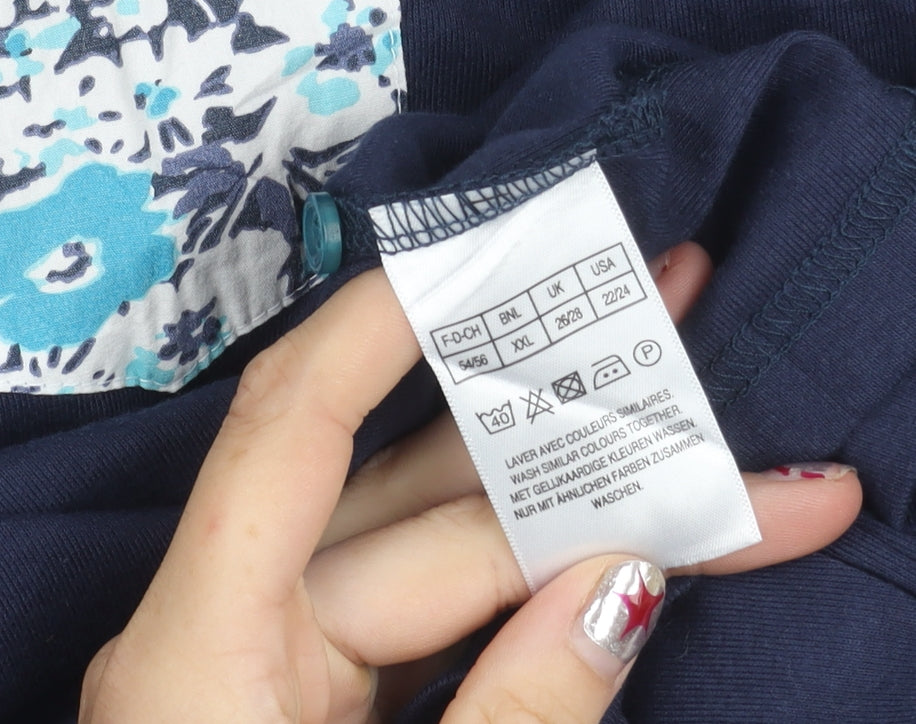 F-D-CH BNL UK USA
54/56 XXL 26/28 22/24
40 P
LAVER AVEC COULEURS SIMILAIRES.
WASH SIMILAR COLOURS TOGETHER.
MET GELIJKAARDIGE KLEUREN WASSEN.
NUR MIT ÄHNLICHEN FARBEN ZUSAMMEN
WASCHEN.